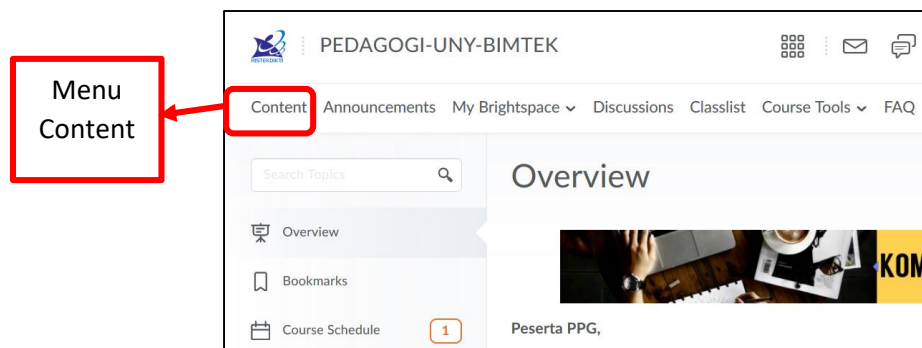 PEDAGOGI-UNY-BIMTEK
RISTEKDIKTI
Menu
Content
Content Announcements My Brightspace Discussions Classlist Course Tools FAQ
Search Topics
Overview
Overview
KOM
Bookmarks
Course Schedule 1
Peserta PPG,